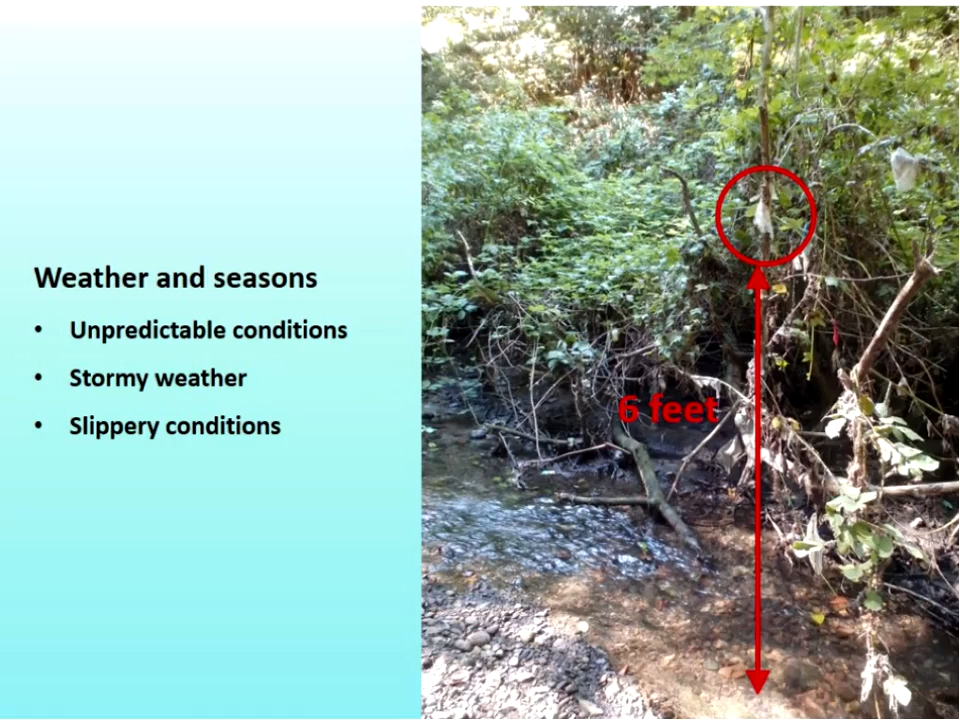 Weather and seasons
• Unpredictable conditions
• Stormy weather
• Slippery conditions
6 feet